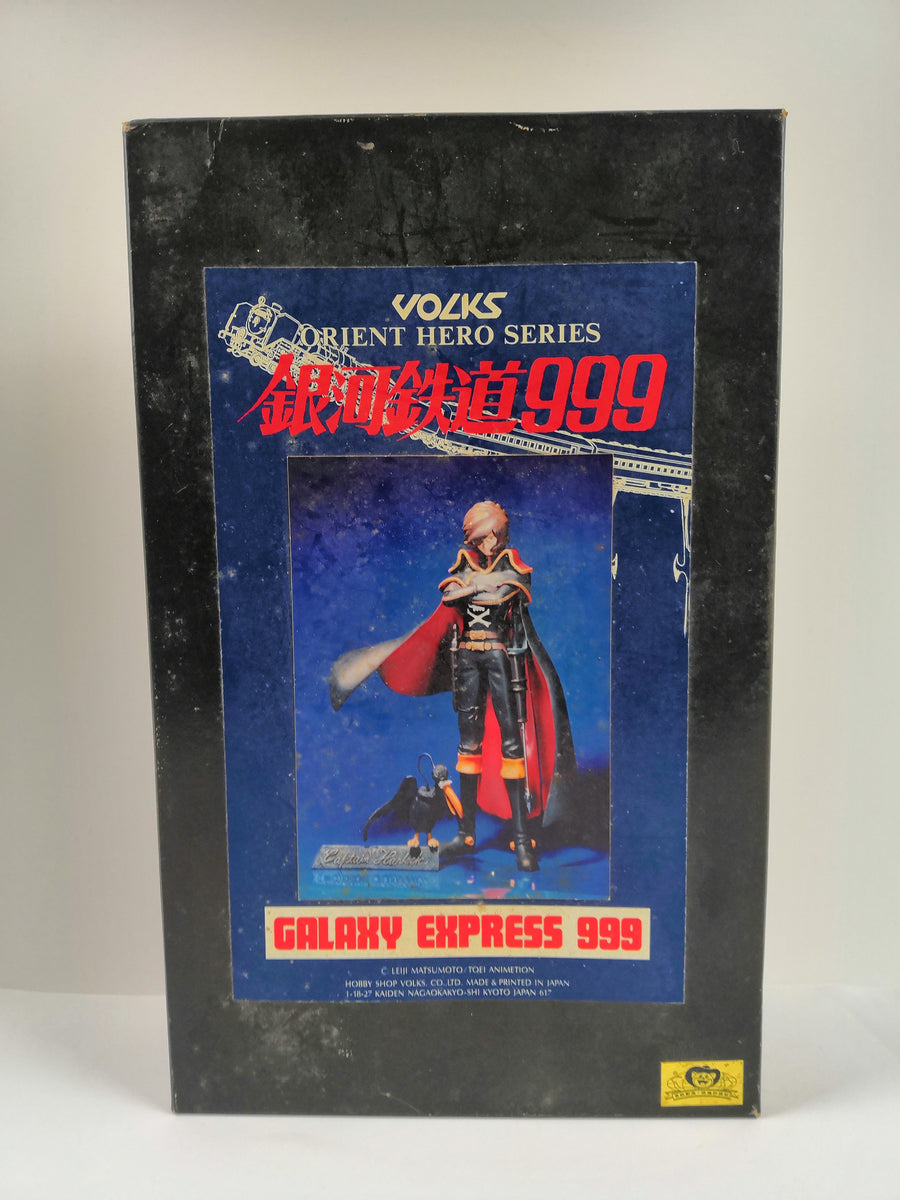 VOLKS
ORIENT HERO SERIES
銀河鉄道999
Captain Harlock
GALAXY EXPRESS 999
C LEIJI MATSUMOTO/TOEI ANIMETION
HOBBY SHOP VOLKS. CO.,LTD. MADE & PRINTED IN JAPAN
1-18-27 KAIDEN NAGAOKAKYO-SHI KYOTO JAPAN 617